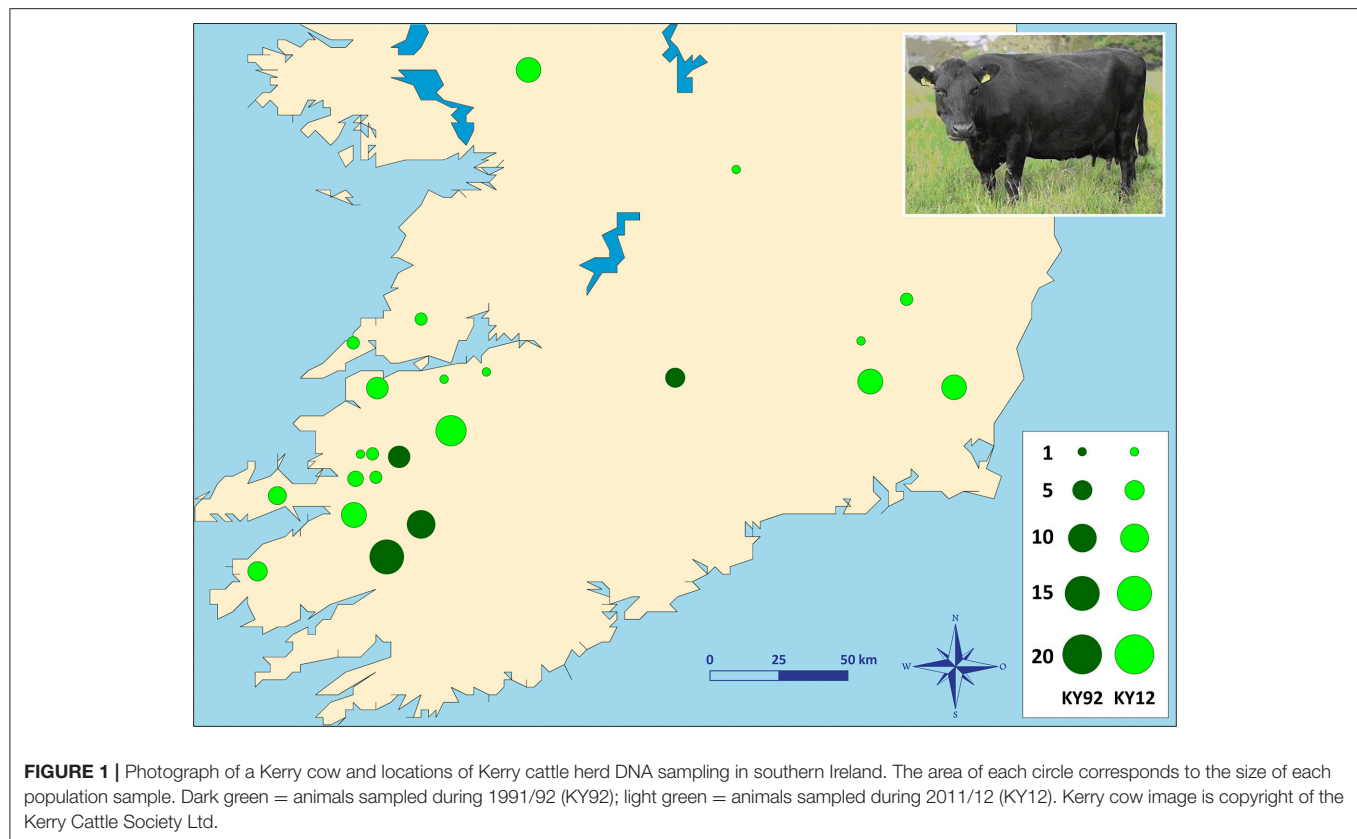 1
5
10
15
20
KY92 KY12
0 25 50 km
N
W O
S
FIGURE 1 | Photograph of a Kerry cow and locations of Kerry cattle herd DNA sampling in southern Ireland. The area of each circle corresponds to the size of each
population sample. Dark green = animals sampled during 1991/92 (KY92); light green = animals sampled during 2011/12 (KY12). Kerry cow image is copyright of the
Kerry Cattle Society Ltd.